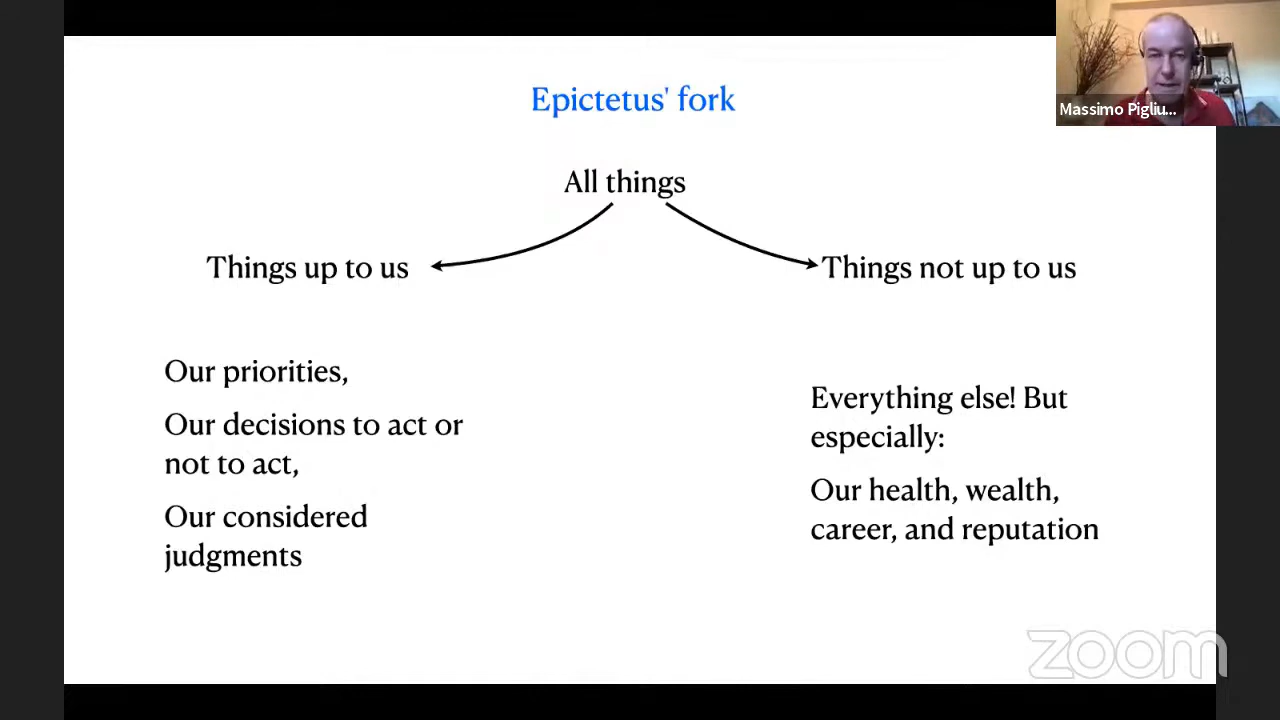 Epictetus' fork
Massimo Pigliu...
All things
Things up to us
Things not up to us
Our priorities,
Our decisions to act or
not to act,
Our considered
judgments
Everything else! But
especially:
Our health, wealth,
career, and reputation
zoom